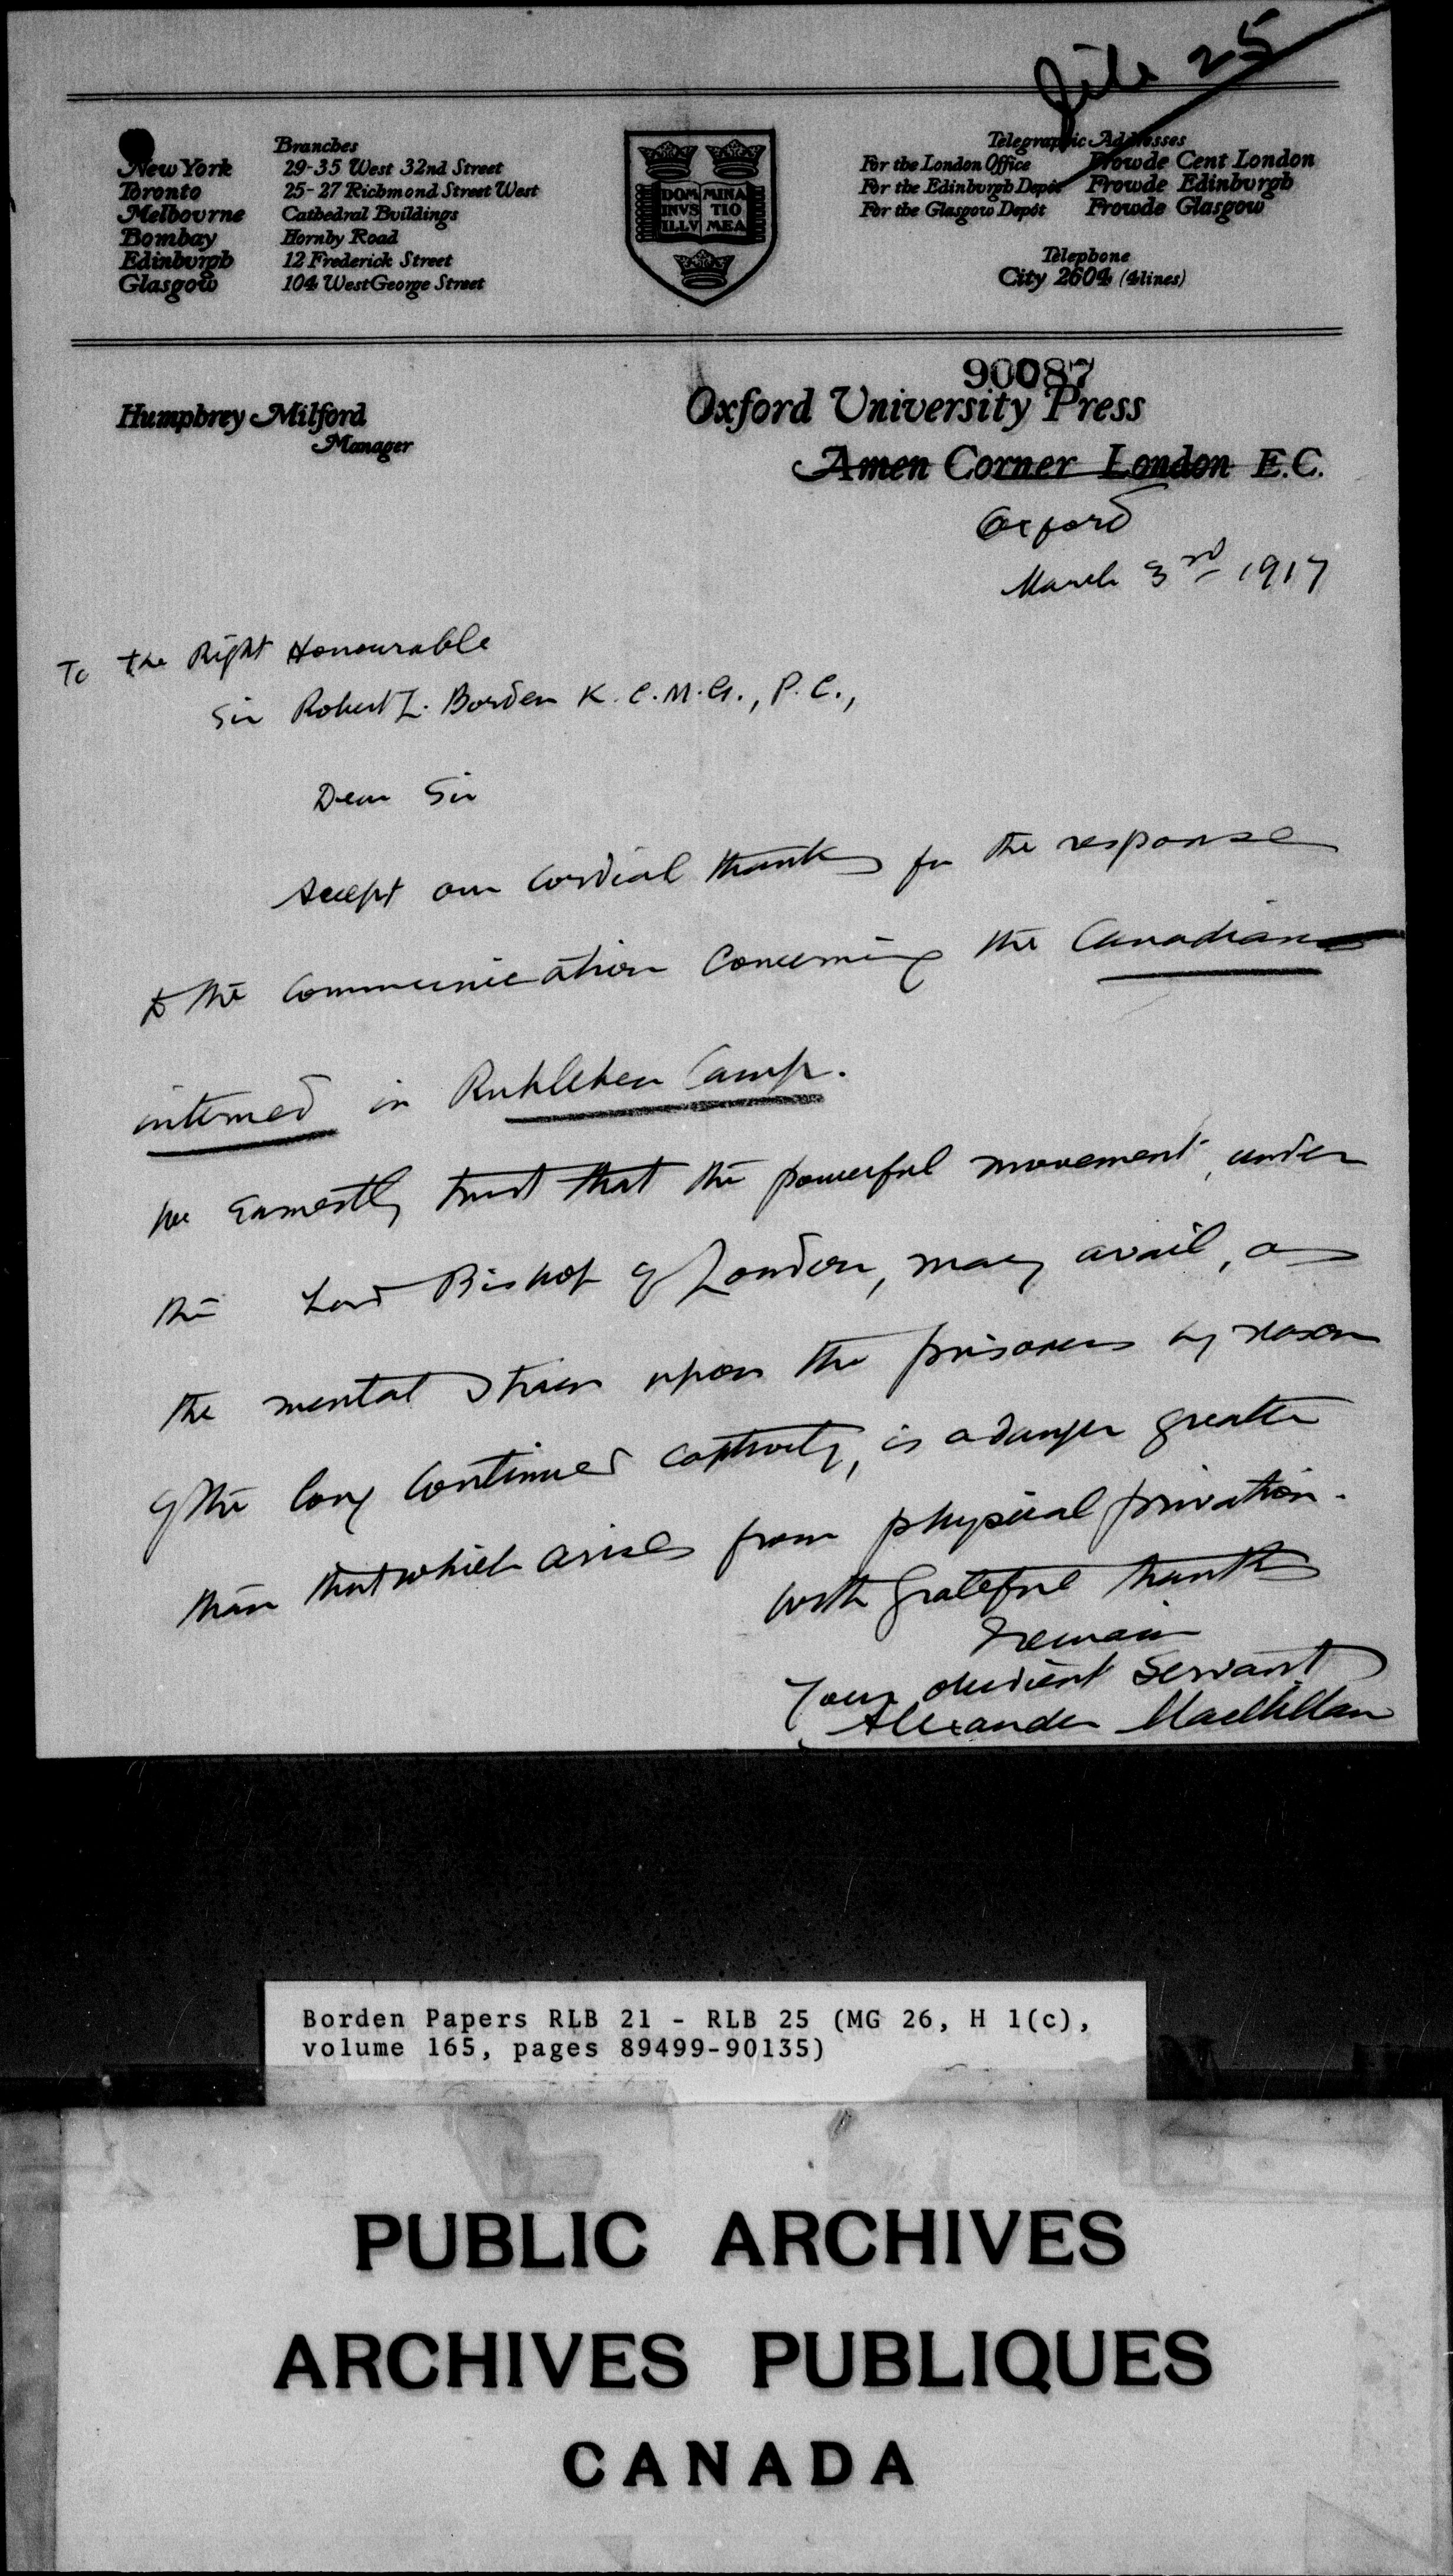 File 25
Branches
New York 29-35 West 32nd Street
Toronto 25-27 Richmond Street West
Melbourne Cathedral Buildings
Bombay Hornby Road
Edinburgh 12 Frederick Street
Glasgow 104 West George Street
DOMINVS ILLVMINATIO MEA
Telegraphic Addresses
For the London Office Frowde Cent London
For the Edinburgh Depôt Frowde Edinburgh
For the Glasgow Depôt Frowde Glasgow
Telephone
City 2604 (4 lines)
90087
Humphrey Milford
Manager
Oxford University Press
Amen Corner London E.C.
Oxford
March 3rd 1917
To the Right Honourable
Sir Robert L. Borden K.C.M.G., P.C.,
Dear Sir
Accept our cordial thanks for the response
to the communication concerning the Canadians
interned in Ruhleben Camp.
We earnestly trust that the powerful movement, under
the Lord Bishop of London, may avail, as
the mental strain upon the prisoners by reason
of the long continued captivity, is a danger greater
than that which arises from physical privation.
With grateful thanks
I remain
Your obedient Servant
Alexander MacMillan
Borden Papers RLB 21 - RLB 25 (MG 26, H 1(c),
volume 165, pages 89499-90135)
PUBLIC ARCHIVES
ARCHIVES PUBLIQUES
CANADA